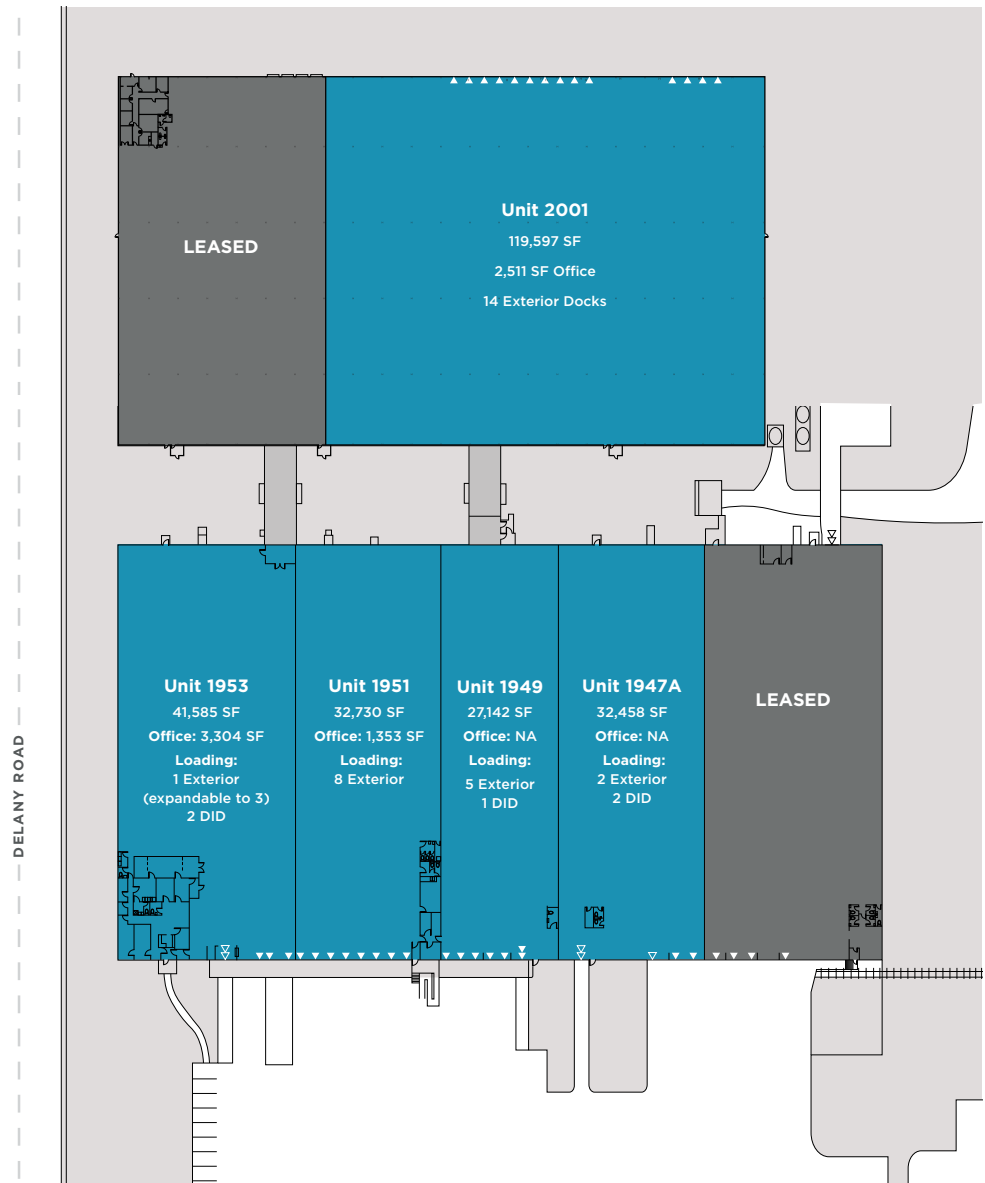 LEASED
Unit 2001
119,597 SF
2,511 SF Office
14 Exterior Docks
Unit 1953
41,585 SF
Office: 3,304 SF
Loading:
1 Exterior
(expandable to 3)
2 DID
Unit 1951
32,730 SF
Office: 1,353 SF
Loading:
8 Exterior
Unit 1949
27,142 SF
Office: NA
Loading:
5 Exterior
1 DID
Unit 1947A
32,458 SF
Office: NA
Loading:
2 Exterior
2 DID
LEASED
DELANY ROAD